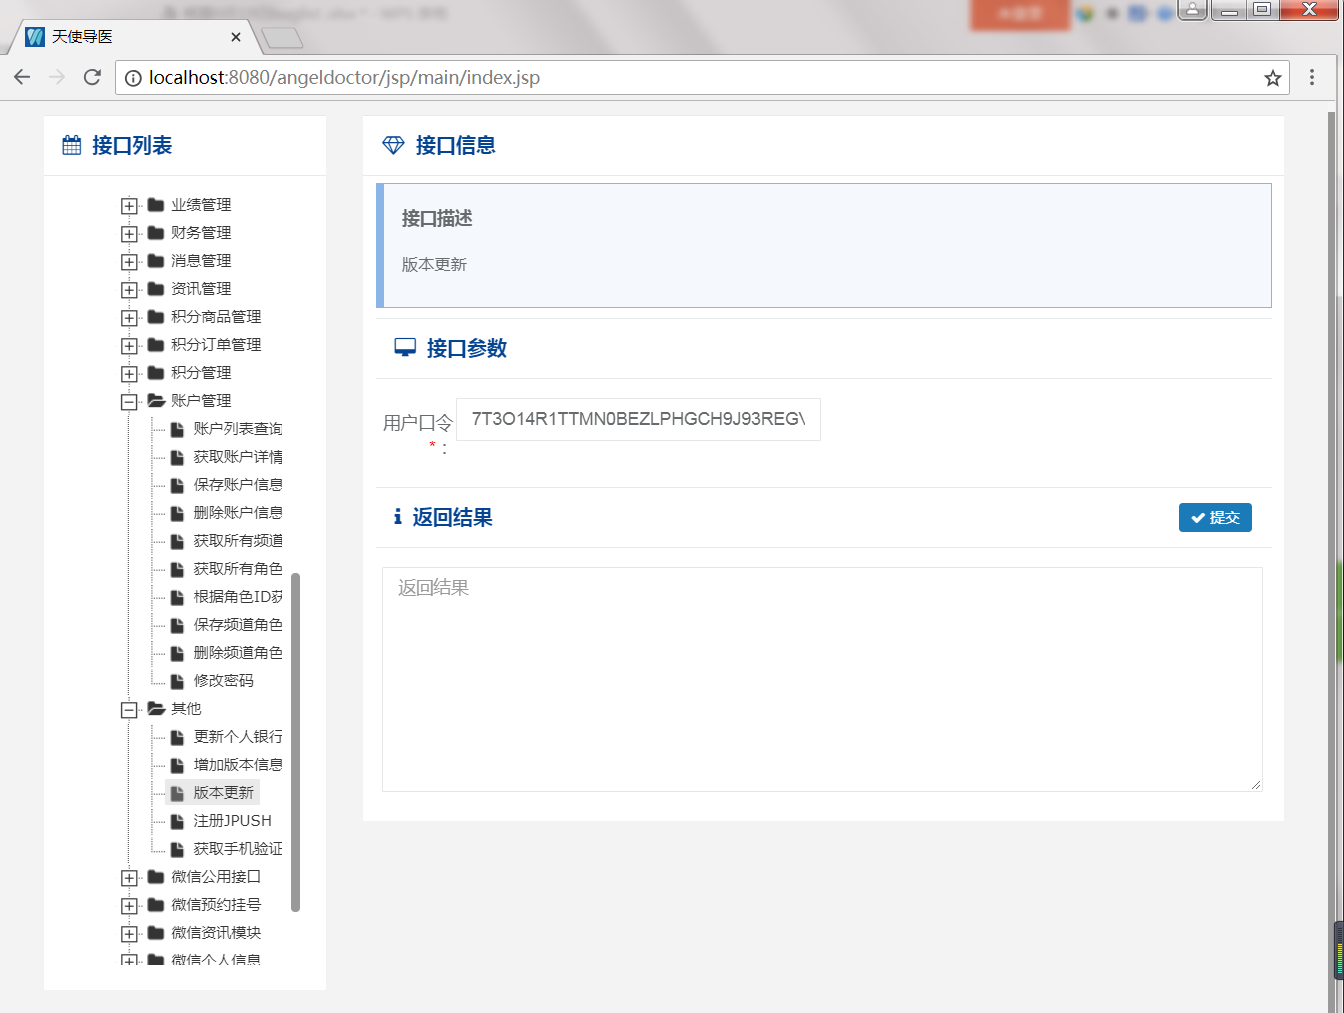 天使导医
localhost:8080/angeldoctor/jsp/main/index.jsp
接口列表
业绩管理
财务管理
消息管理
资讯管理
积分商品管理
积分订单管理
积分管理
账户管理
账户列表查询
获取账户详情
保存账户信息
删除账户信息
获取所有频道
获取所有角色
根据角色ID获
保存频道角色
删除频道角色
修改密码
其他
更新个人银行
增加版本信息
版本更新
注册JPUSH
获取手机验证
微信公用接口
微信预约挂号
微信资讯模块
微信个人信息
接口信息
接口描述
版本更新
接口参数
用户口令 7T3O14R1TTMN0BEZLPHGCH9J93REG
* ：
返回结果
提交
返回结果